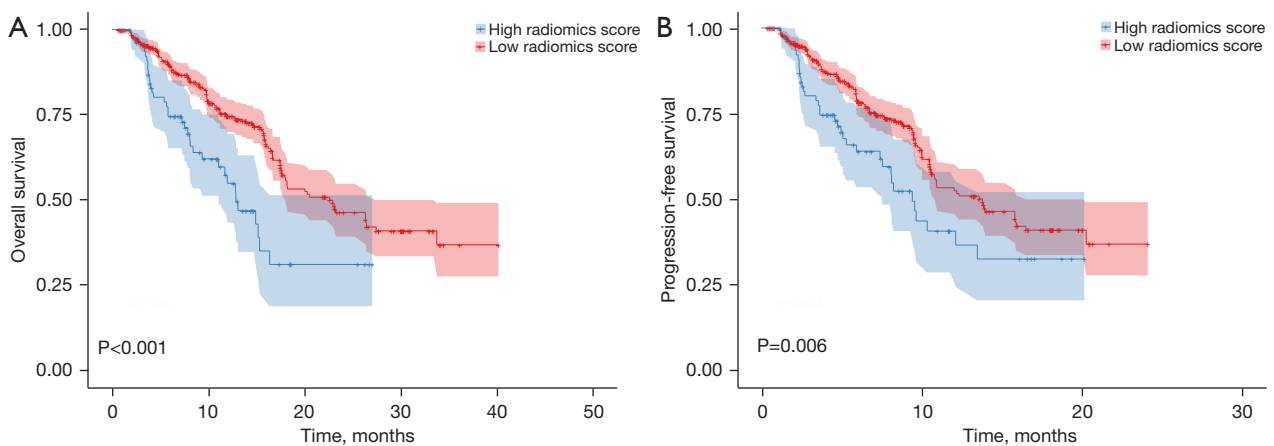 A
High radiomics score
Low radiomics score
Overall survival
1.00
0.75
0.50
0.25
0.00
P<0.001
0 10 20 30 40 50
Time, months
B
High radiomics score
Low radiomics score
Progression-free survival
1.00
0.75
0.50
0.25
0.00
P=0.006
0 10 20 30
Time, months